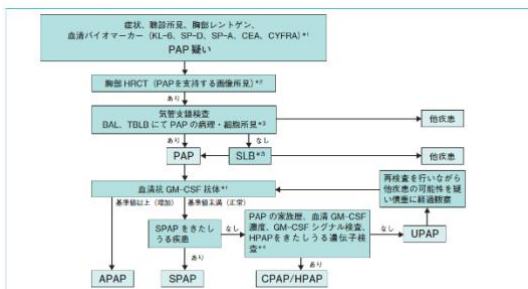 症状、聴診所見、胸部レントゲン、
血清バイオマーカー（KL-6、SP-D、SP-A、CEA、CYFRA）*1
PAP 疑い
胸部 HRCT（PAPを支持する画像所見）*2
あり
気管支鏡検査
BAL、TBLB にて PAP の病理・細胞所見*3
他疾患
あり
なし
PAP
SLB*3
他疾患
血清抗 GM-CSF 抗体*1
再検査を行いながら
他疾患の可能性を疑
い慎重に経過観察
基準値以上（増加）
基準値未満（正常）
SPAP をきたし
うる疾患
なし
PAP の家族歴、血清 GM-CSF
濃度、GM-CSF シグナル検査、
HPAPをきたしうる遺伝子検
査*4
なし
UPAP
あり
あり
APAP
SPAP
CPAP/HPAP